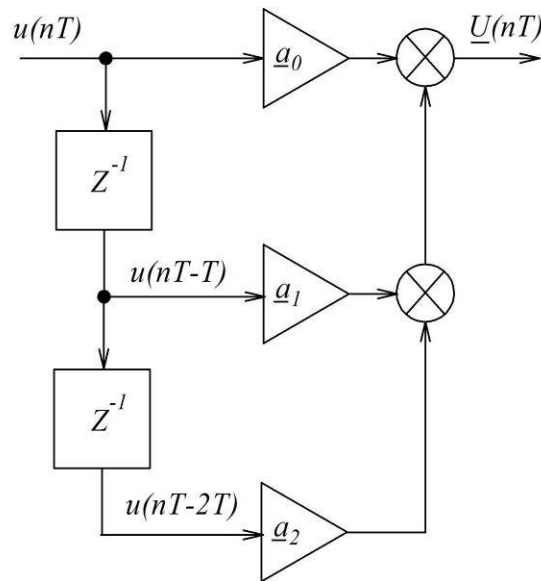 u(nT)
a₀
U(nT)
Z⁻¹
u(nT-T)
a₁
Z⁻¹
u(nT-2T)
a₂